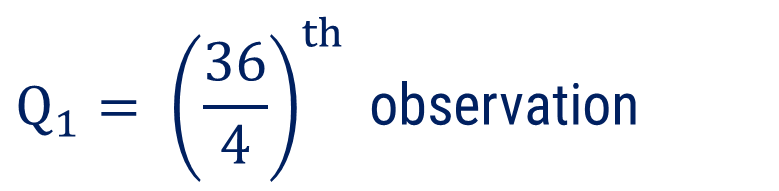 Q₁ = (36/4)ᵗʰ observation